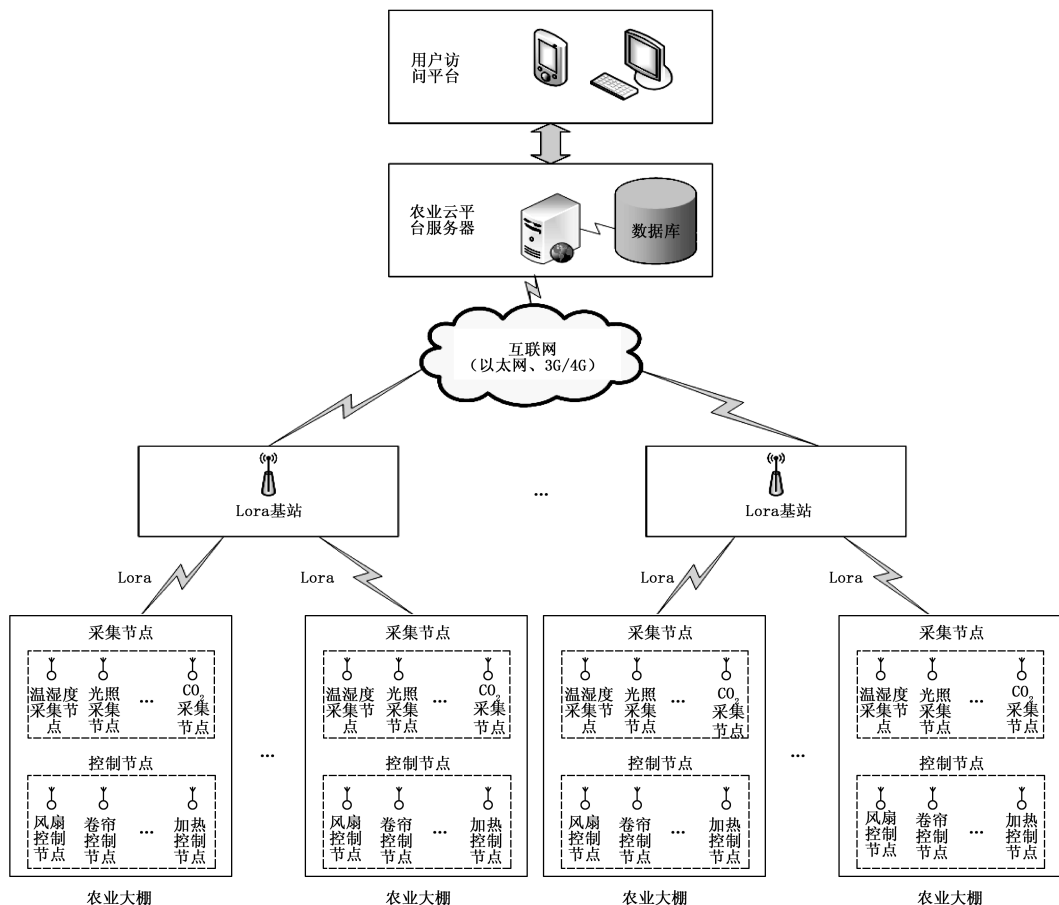 用户访
问平台
农业云平
台服务器
数据库
互联网
（以太网、3G/4G）
Lora基站
...
Lora基站
Lora
Lora
Lora
Lora
采集节点
温湿度
采集节
点
光照
采集
节点
...
CO₂
采集
节点
控制节点
风扇
控制
节点
卷帘
控制
节点
...
加热
控制
节点
农业大棚
...
采集节点
温湿度
采集节
点
光照
采集
节点
...
CO₂
采集
节点
控制节点
风扇
控制
节点
卷帘
控制
节点
...
加热
控制
节点
农业大棚
采集节点
温湿度
采集节
点
光照
采集
节点
...
CO₂
采集
节点
控制节点
风扇
控制
节点
卷帘
控制
节点
...
加热
控制
节点
农业大棚
...
采集节点
温湿度
采集节
点
光照
采集
节点
...
CO₂
采集
节点
控制节点
风扇
控制
节点
卷帘
控制
节点
...
加热
控制
节点
农业大棚